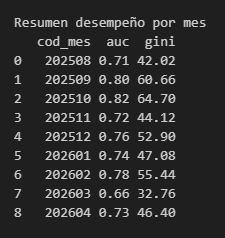 Resumen desempeño por mes
cod_mes auc gini
0 202508 0.71 42.02
1 202509 0.80 60.66
2 202510 0.82 64.70
3 202511 0.72 44.12
4 202512 0.76 52.90
5 202601 0.74 47.08
6 202602 0.78 55.44
7 202603 0.66 32.76
8 202604 0.73 46.40